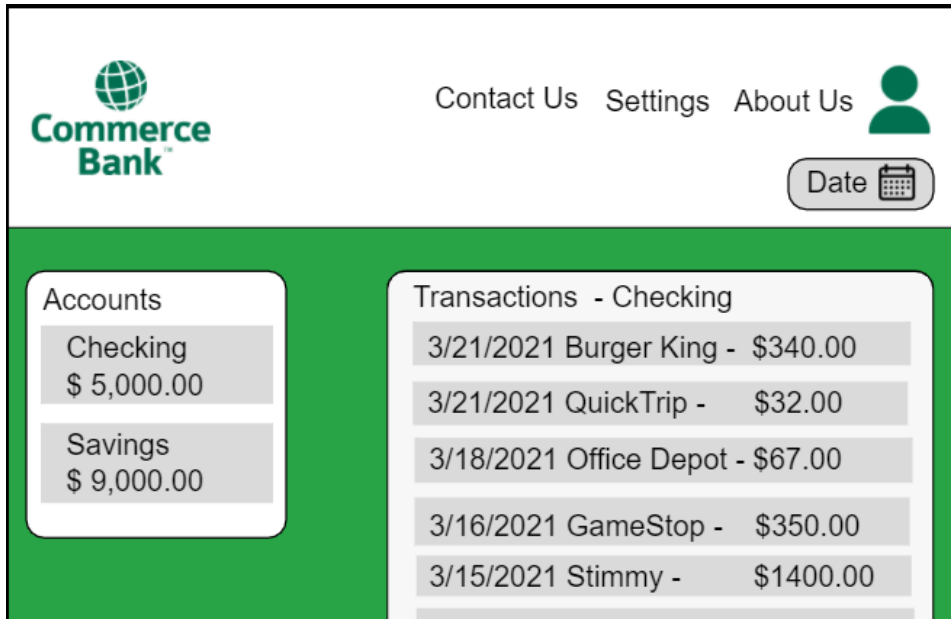 Commerce
Bank™
Contact Us Settings About Us
Date
Accounts
Checking
$ 5,000.00
Savings
$ 9,000.00
Transactions - Checking
3/21/2021 Burger King - $340.00
3/21/2021 QuickTrip - $32.00
3/18/2021 Office Depot - $67.00
3/16/2021 GameStop - $350.00
3/15/2021 Stimmy - $1400.00